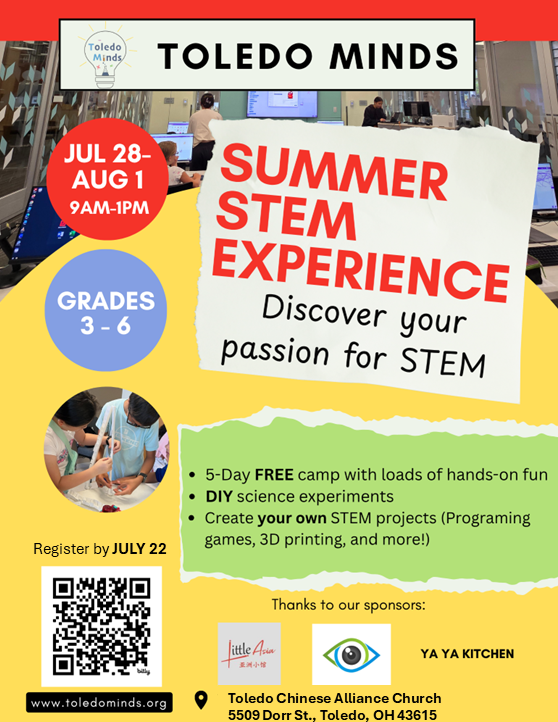 Toledo
Minds
TOLEDO MINDS
JUL 28-
AUG 1
9AM-1PM
SUMMER
STEM
EXPERIENCE
Discover your
passion for STEM
GRADES
3 - 6
• 5-Day FREE camp with loads of hands-on fun
• DIY science experiments
• Create your own STEM projects (Programing
games, 3D printing, and more!)
Register by JULY 22
bitly
www.toledominds.org
Thanks to our sponsors:
little Asia
亚洲小馆
YA YA KITCHEN
Toledo Chinese Alliance Church
5509 Dorr St., Toledo, OH 43615